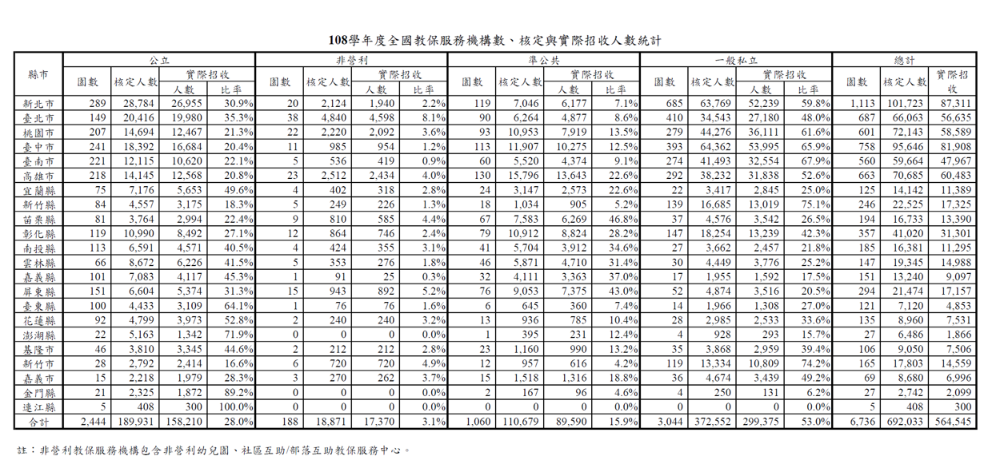 108學年度全國教保服務機構數、核定與實際招收人數統計
縣市 公立 非營利 準公共 一般私立 總計
園數 核定人數 實際招收 園數 核定人數 實際招收 園數 核定人數 實際招收 園數 核定人數 實際招收 園數 核定人數 實際招收
人數 比率 人數 比率 人數 比率 人數 比率
新北市 289 28,784 26,955 30.9% 20 2,124 1,940 2.2% 119 7,046 6,177 7.1% 685 63,769 52,239 59.8% 1,113 101,723 87,311
臺北市 149 20,416 19,980 35.3% 38 4,840 4,598 8.1% 90 6,264 4,877 8.6% 410 34,543 27,180 48.0% 687 66,063 56,635
桃園市 207 14,694 12,467 21.3% 22 2,220 2,092 3.6% 93 10,953 7,919 13.5% 279 44,276 36,111 61.6% 601 72,143 58,589
臺中市 241 18,392 16,684 20.4% 11 985 954 1.2% 113 11,907 10,275 12.5% 393 64,362 53,995 65.9% 758 95,646 81,908
臺南市 221 12,115 10,620 22.1% 5 536 419 0.9% 60 5,520 4,374 9.1% 274 41,493 32,554 67.9% 560 59,664 47,967
高雄市 218 14,145 12,568 20.8% 23 2,512 2,434 4.0% 130 15,796 13,643 22.6% 292 38,232 31,838 52.6% 663 70,685 60,483
宜蘭縣 75 7,176 5,653 49.6% 4 402 318 2.8% 24 3,147 2,573 22.6% 22 3,417 2,845 25.0% 125 14,142 11,389
新竹縣 84 4,557 3,175 18.3% 5 249 226 1.3% 18 1,034 905 5.2% 139 16,685 13,019 75.1% 246 22,525 17,325
苗栗縣 81 3,764 2,994 22.4% 9 810 585 4.4% 67 7,583 6,269 46.8% 37 4,576 3,542 26.5% 194 16,733 13,390
彰化縣 119 10,990 8,492 27.1% 12 864 746 2.4% 79 10,912 8,824 28.2% 147 18,254 13,239 42.3% 357 41,020 31,301
南投縣 113 6,591 4,571 40.5% 4 424 355 3.1% 41 5,704 3,912 34.6% 27 3,662 2,457 21.8% 185 16,381 11,295
雲林縣 66 8,672 6,226 41.5% 5 353 276 1.8% 46 5,871 4,710 31.4% 30 4,449 3,776 25.2% 147 19,345 14,988
嘉義縣 101 7,083 4,117 45.3% 1 91 25 0.3% 32 4,111 3,363 37.0% 17 1,955 1,592 17.5% 151 13,240 9,097
屏東縣 151 6,604 5,374 31.3% 15 943 892 5.2% 76 9,053 7,375 43.0% 52 4,874 3,516 20.5% 294 21,474 17,157
臺東縣 100 4,433 3,109 64.1% 1 76 76 1.6% 6 645 360 7.4% 14 1,966 1,308 27.0% 121 7,120 4,853
花蓮縣 92 4,799 3,973 52.8% 2 240 240 3.2% 13 936 785 10.4% 28 2,985 2,533 33.6% 135 8,960 7,531
澎湖縣 22 5,163 1,342 71.9% 0 0 0 0.0% 1 395 231 12.4% 4 928 293 15.7% 27 6,486 1,866
基隆市 46 3,810 3,345 44.6% 2 212 212 2.8% 23 1,160 990 13.2% 35 3,868 2,959 39.4% 106 9,050 7,506
新竹市 28 2,792 2,414 16.6% 6 720 720 4.9% 12 957 616 4.2% 119 13,334 10,809 74.2% 165 17,803 14,559
嘉義市 15 2,218 1,979 28.3% 3 270 262 3.7% 15 1,518 1,316 18.8% 36 4,674 3,439 49.2% 69 8,680 6,996
金門縣 21 2,325 1,872 89.2% 0 0 0 0.0% 2 167 96 4.6% 4 250 131 6.2% 27 2,742 2,099
連江縣 5 408 300 100.0% 0 0 0 0.0% 0 0 0 0.0% 0 0 0 0.0% 5 408 300
合計 2,444 189,931 158,210 28.0% 188 18,871 17,370 3.1% 1,060 110,679 89,590 15.9% 3,044 372,552 299,375 53.0% 6,736 692,033 564,545
註：非營利教保服務機構包含非營利幼兒園、社區互助/部落互助教保服務中心。